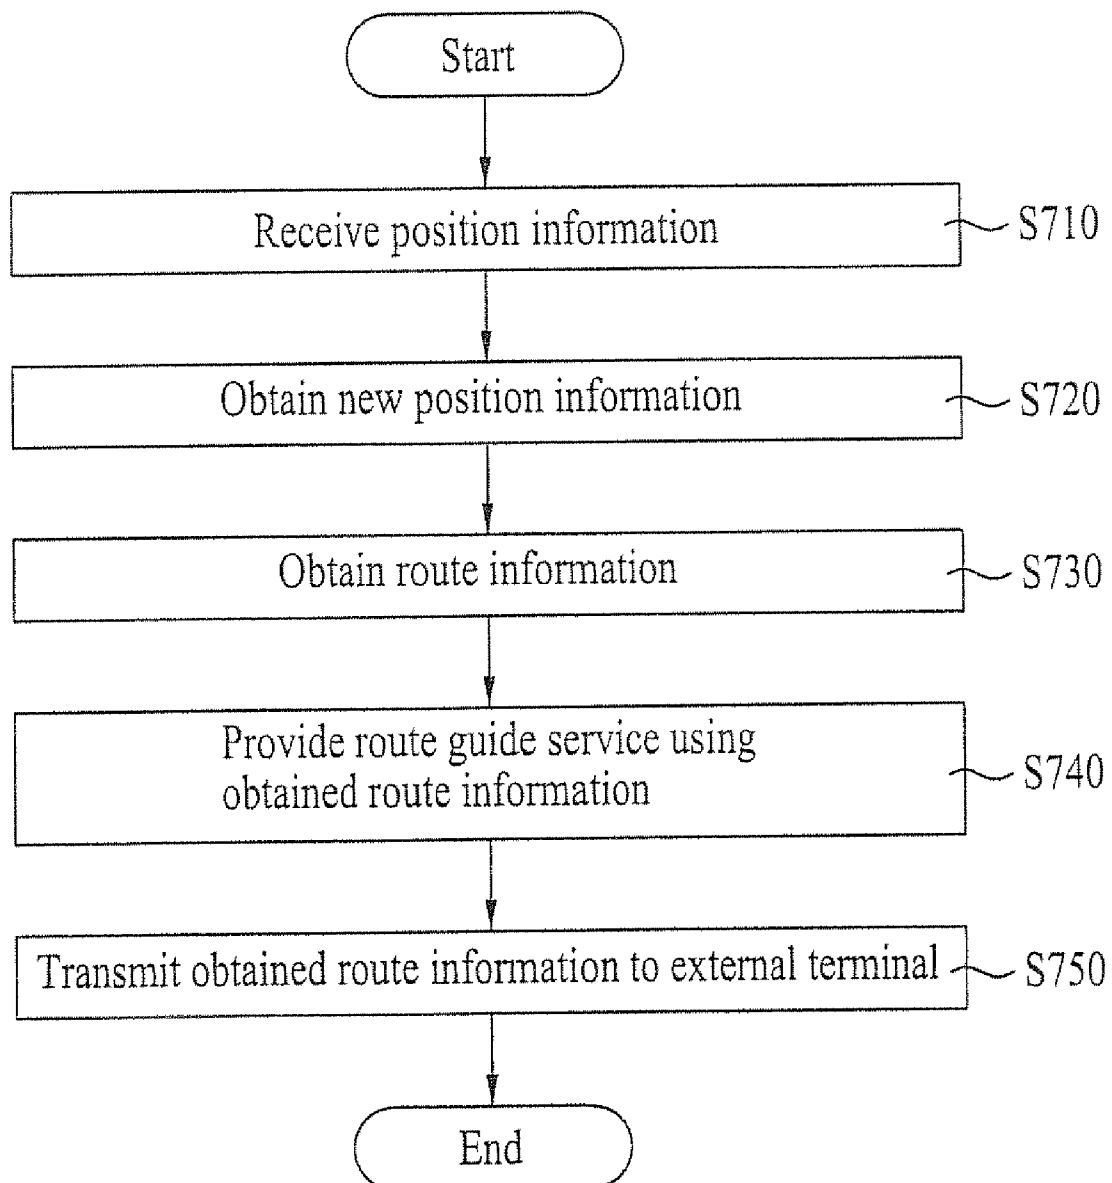 Start
Receive position information
S710
Obtain new position information
S720
Obtain route information
S730
Provide route guide service using
obtained route information
S740
Transmit obtained route information to external terminal
S750
End